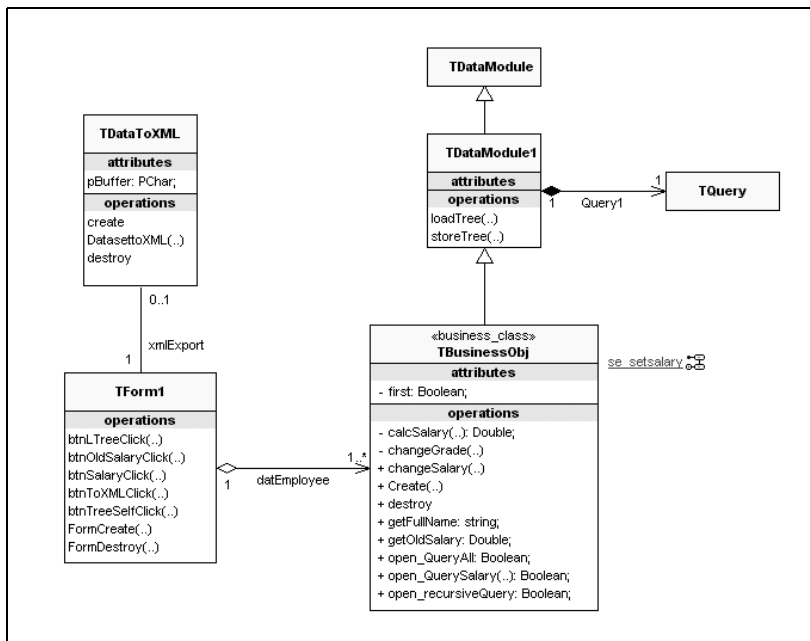 TDataModule
TDataToXML
attributes
pBuffer: PChar;
operations
create
DatasettoXML(..)
destroy
TDataModule1
attributes
operations
loadTree(..)
storeTree(..)
1
Query1
1
TQuery
0..1
xmlExport
1
TForm1
operations
btnLTreeClick(..)
btnOldSalaryClick(..)
btnSalaryClick(..)
btnToXMLClick(..)
btnTreeSelfClick(..)
FormCreate(..)
FormDestroy(..)
1
datEmployee
1..*
«business_class»
TBusinessObj
attributes
- first: Boolean;
operations
- calcSalary(..): Double;
- changeGrade(..)
+ changeSalary(..)
+ Create(..)
+ destroy
+ getFullName: string;
+ getOldSalary: Double;
+ open_QueryAll: Boolean;
+ open_QuerySalary(..): Boolean;
+ open_recursiveQuery: Boolean;
se_setsalary